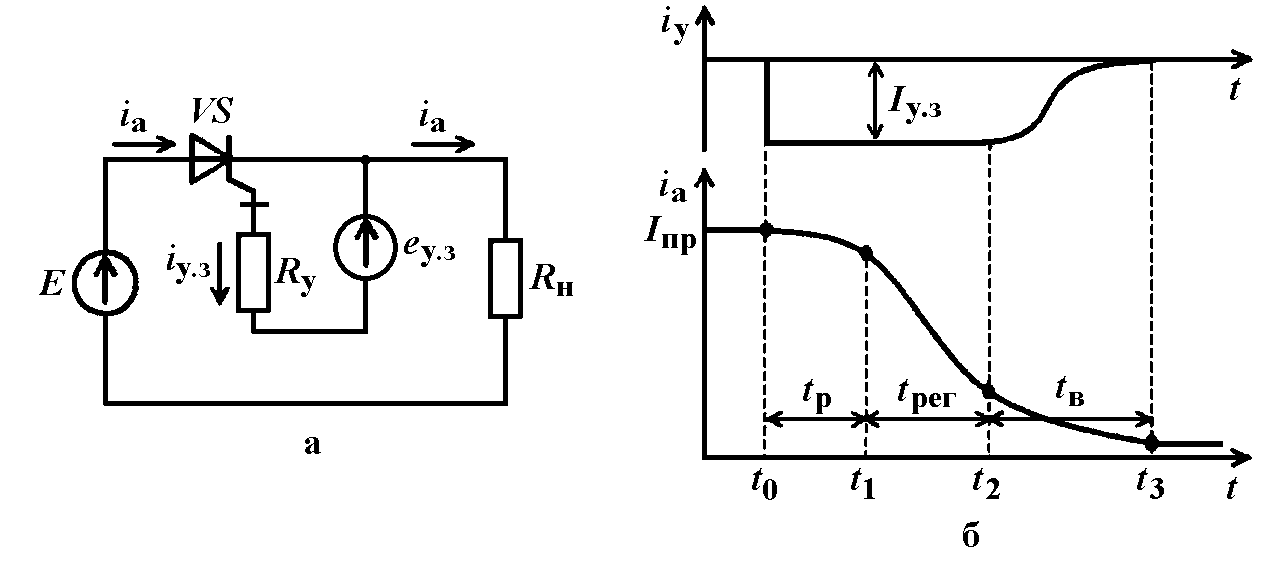 iа VS iа
E iу.з Rу eу.з Rн
а
iу
t
Iу.з
iа
Iпр
tр tрег tв
t0 t1 t2 t3 t
б